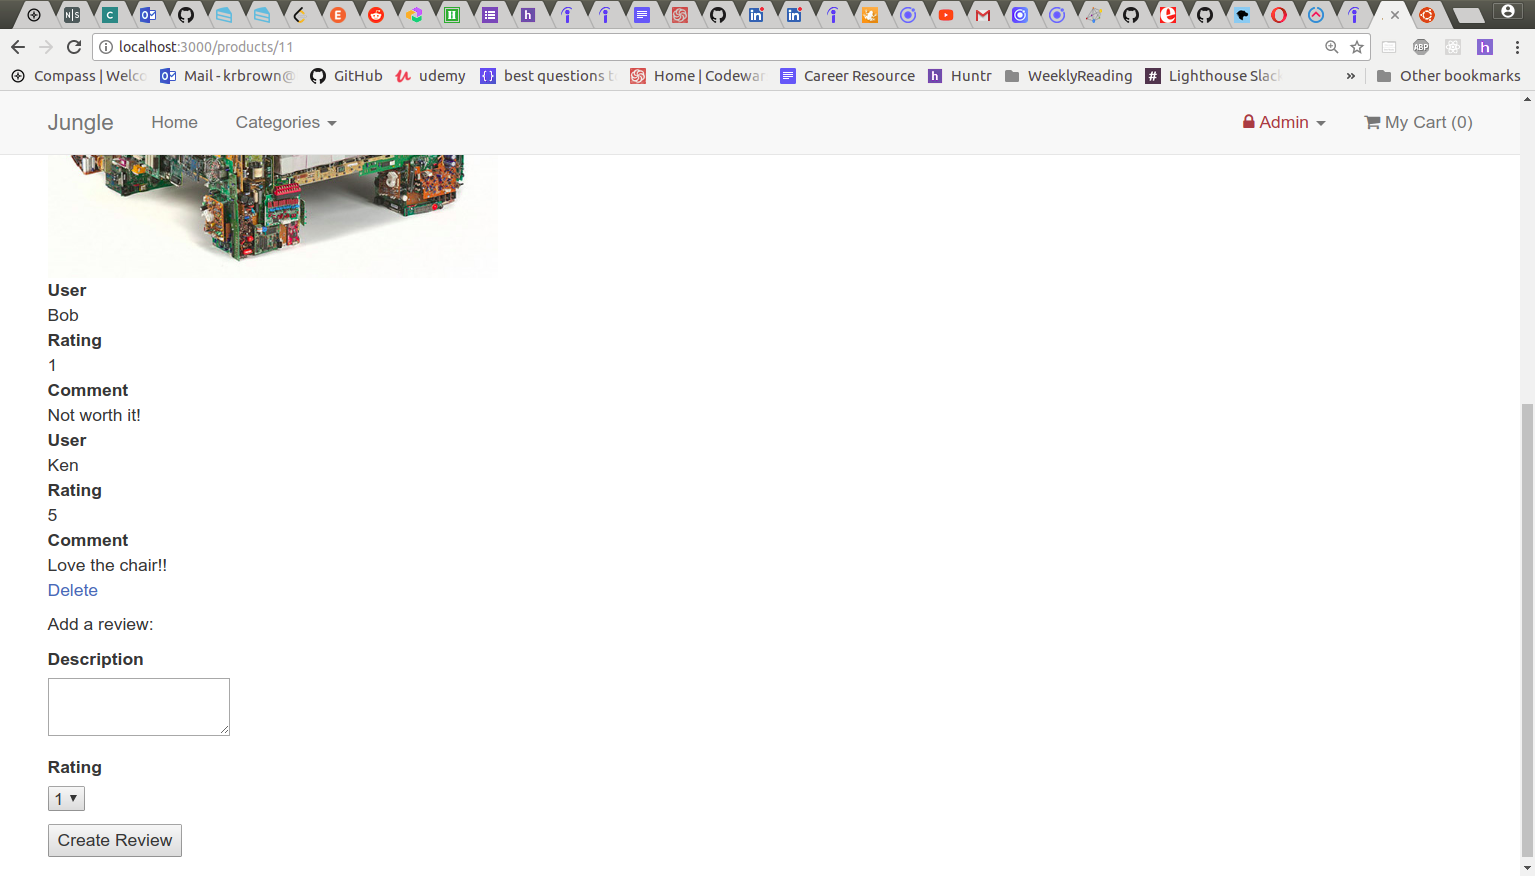 N|S
C
E
localhost:3000/products/11
ABP
h
Compass | Welco
Mail - krbrown@
GitHub
udemy
best questions t
Home | Codewar
Career Resource
Huntr
WeeklyReading
Lighthouse Slac
»
Other bookmarks
Jungle
Home
Categories
Admin
My Cart (0)
User
Bob
Rating
1
Comment
Not worth it!
User
Ken
Rating
5
Comment
Love the chair!!
Delete
Add a review:
Description
Rating
1
Create Review